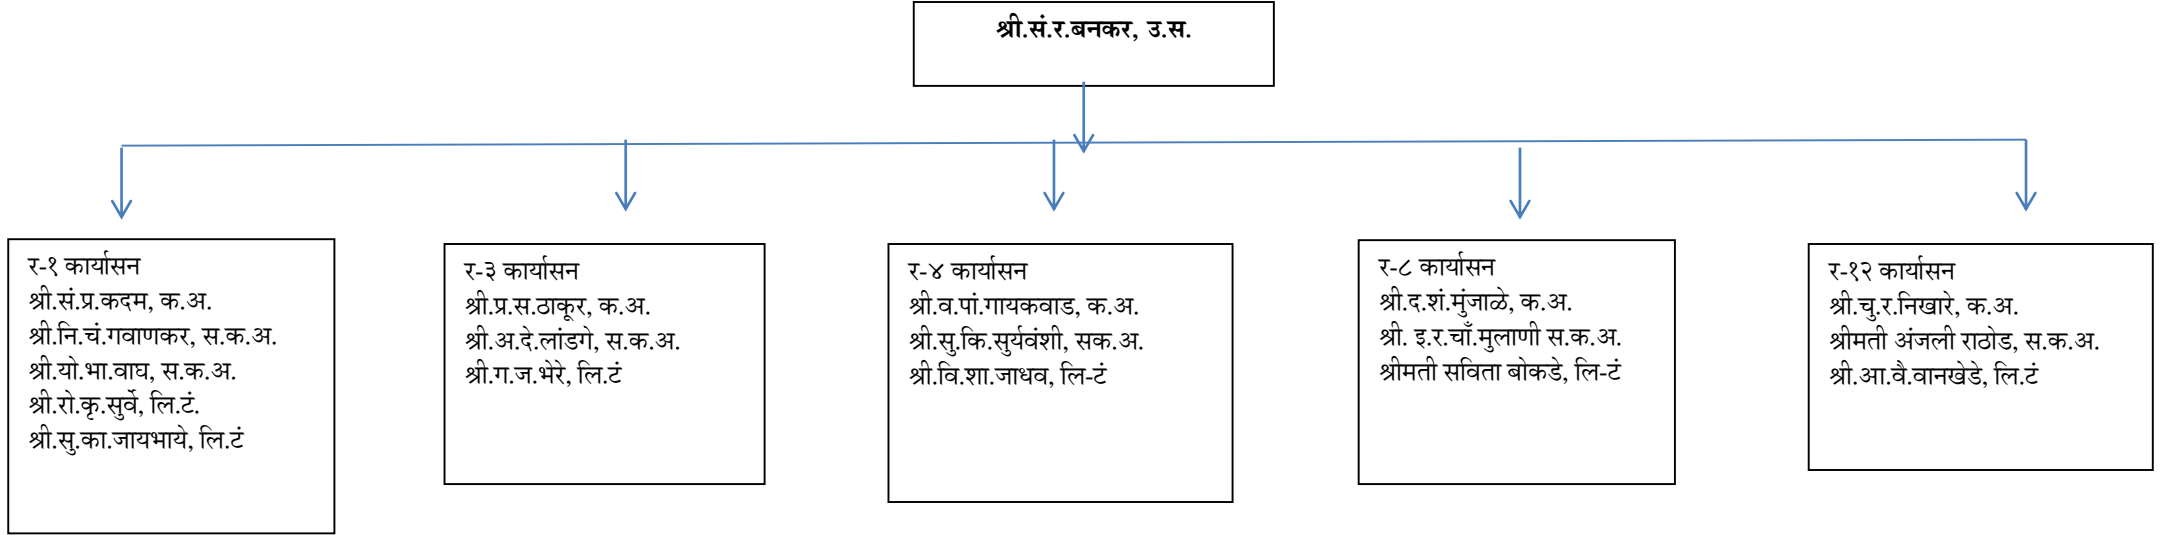 श्री.सं.र.बनकर, उ.स.
र-१ कार्यासन
श्री.सं.प्र.कदम, क.अ.
श्री.नि.चं.गवाणकर, स.क.अ.
श्री.यो.भा.वाघ, स.क.अ.
श्री.रो.कृ.सुर्वे, लि.टं.
श्री.सु.का.जायभाये, लि.टं
र-३ कार्यासन
श्री.प्र.स.ठाकूर, क.अ.
श्री.अ.दे.लांडगे, स.क.अ.
श्री.ग.ज.भेरे, लि.टं
र-४ कार्यासन
श्री.व.पां.गायकवाड, क.अ.
श्री.सु.कि.सुर्यवंशी, सक.अ.
श्री.वि.शा.जाधव, लि-टं
र-८ कार्यासन
श्री.द.शं.मुंजाळे, क.अ.
श्री. इ.र.चाँ.मुलाणी स.क.अ.
श्रीमती सविता बोकडे, लि-टं
र-१२ कार्यासन
श्री.चु.र.निखारे, क.अ.
श्रीमती अंजली राठोड, स.क.अ.
श्री.आ.वै.वानखेडे, लि.टं